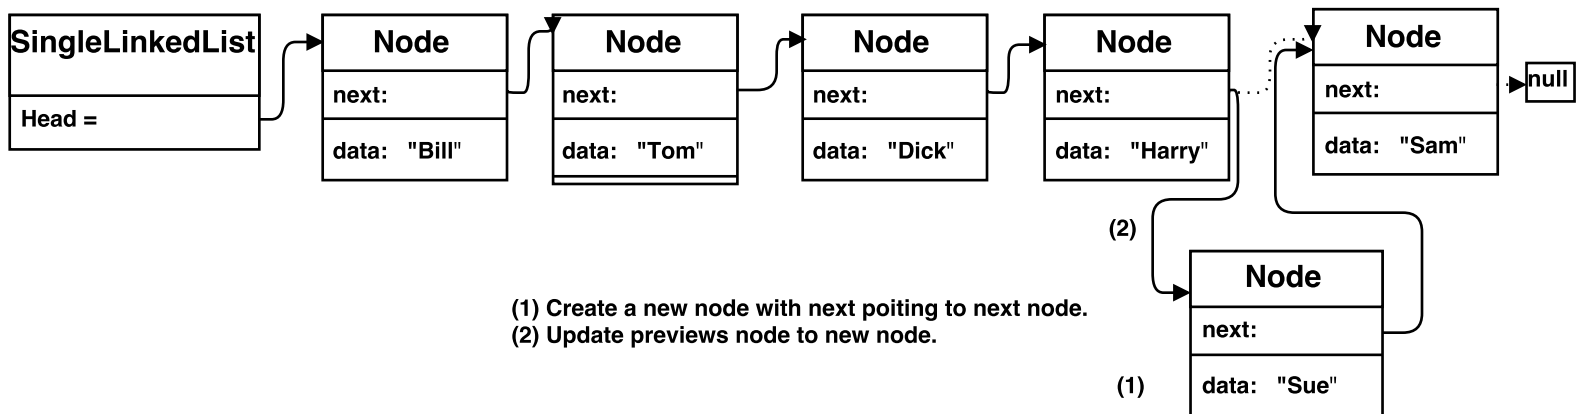 SingleLinkedList
Head =
Node
next:
data: "Bill"
Node
next:
data: "Tom"
Node
next:
data: "Dick"
Node
next:
data: "Harry"
Node
next:
data: "Sam"
null
(2)
(1) Create a new node with next poiting to next node.
(2) Update previews node to new node.
Node
next:
(1)
data: "Sue"